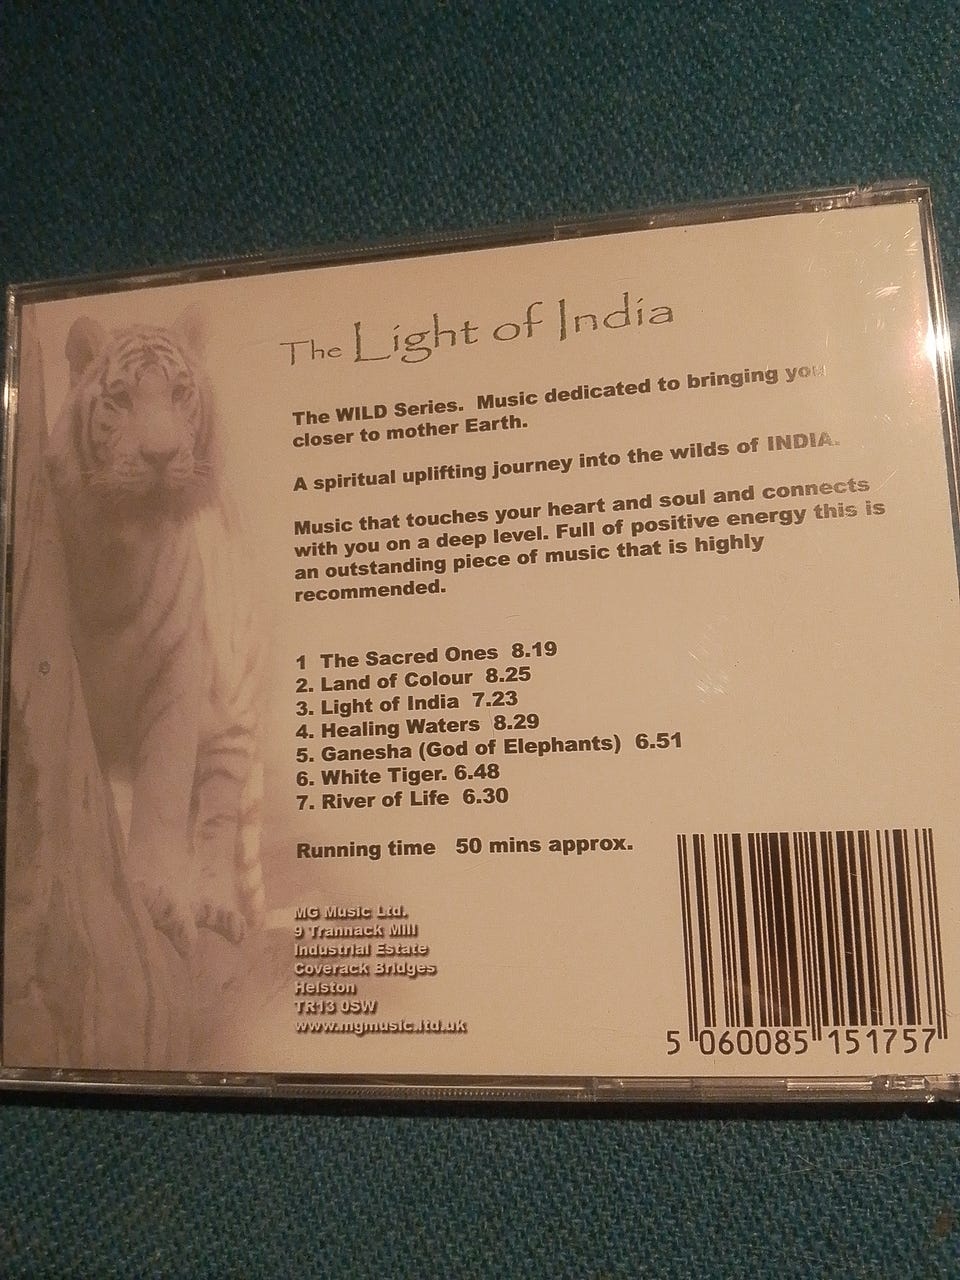 The Light of India
The WILD Series. Music dedicated to bringing you
closer to mother Earth.
A spiritual uplifting journey into the wilds of INDIA.
Music that touches your heart and soul and connects
with you on a deep level. Full of positive energy this is
an outstanding piece of music that is highly
recommended.
1 The Sacred Ones 8.19
2. Land of Colour 8.25
3. Light of India 7.23
4. Healing Waters 8.29
5. Ganesha (God of Elephants) 6.51
6. White Tiger. 6.48
7. River of Life 6.30
Running time 50 mins approx.
MG Music Ltd.
9 Trannack Mill
Industrial Estate
Coverack Bridges
Helston
TR13 0SW
www.mgmusic.ltd.uk
5 060085 151757